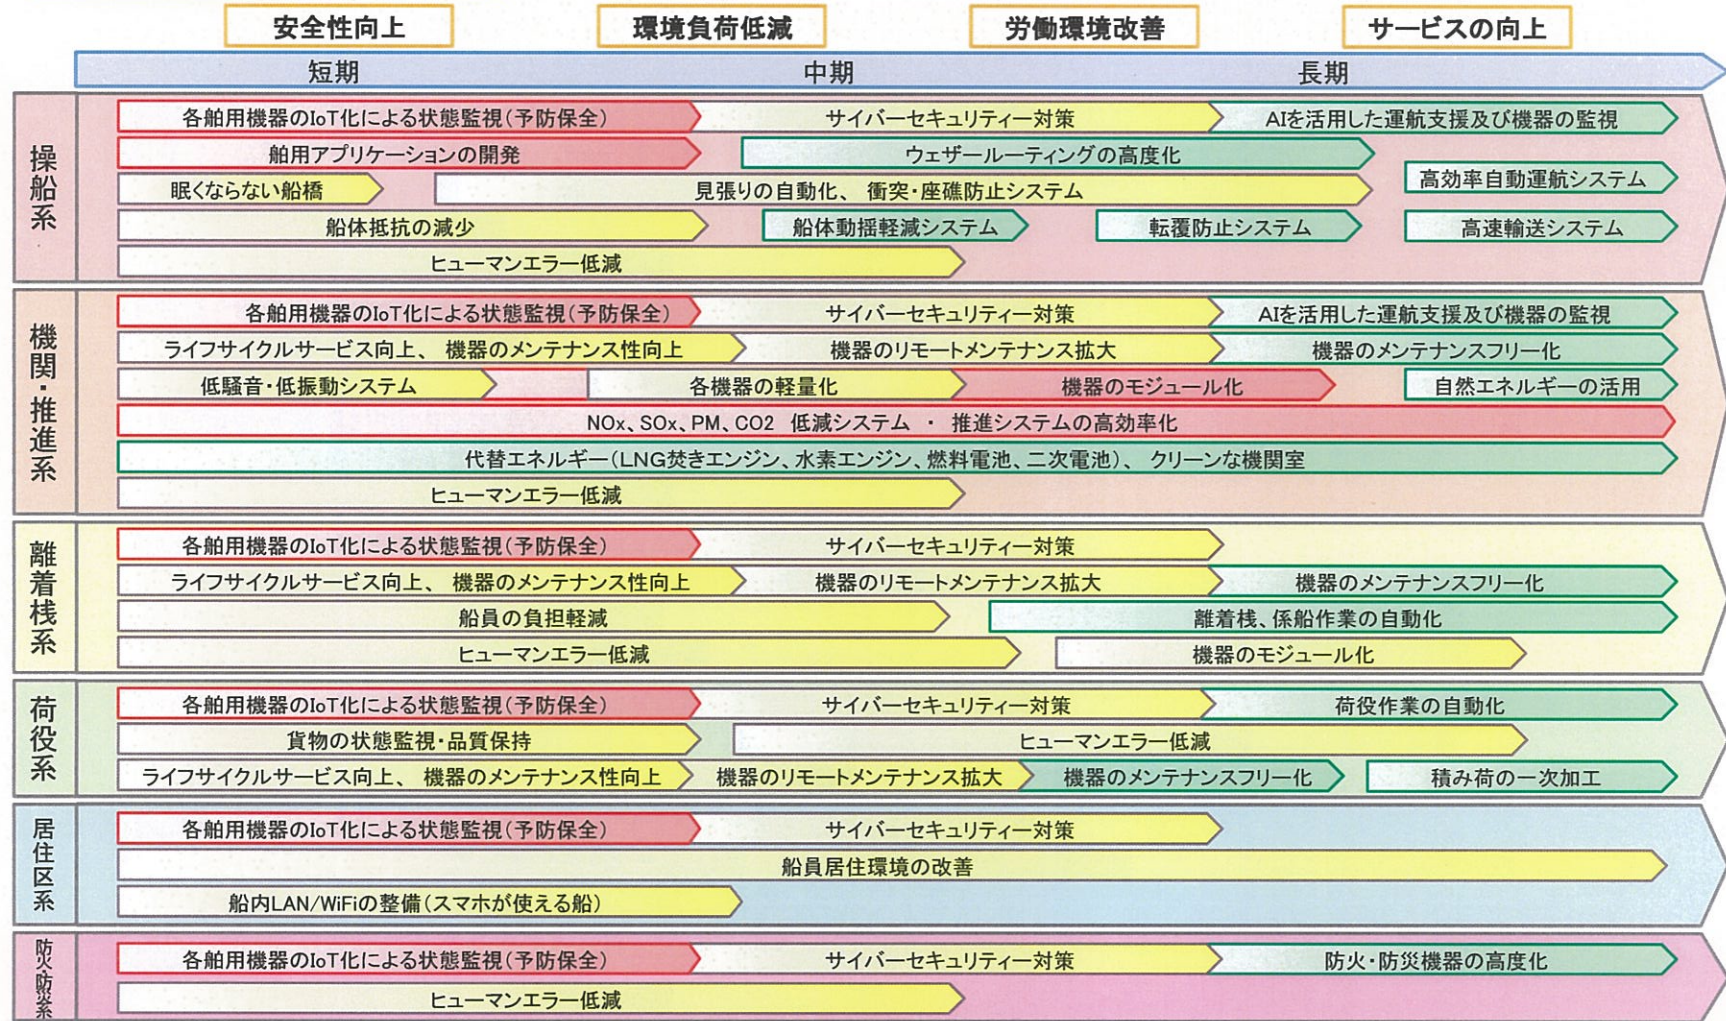 安全性向上
環境負荷低減
労働環境改善
サービスの向上
短期
中期
長期
操船系
各舶用機器のIoT化による状態監視(予防保全)
サイバーセキュリティー対策
AIを活用した運航支援及び機器の監視
舶用アプリケーションの開発
ウェザールーティングの高度化
眠くならない船橋
見張りの自動化、衝突・座礁防止システム
高効率自動運航システム
船体抵抗の減少
船体動揺軽減システム
転覆防止システム
高速輸送システム
ヒューマンエラー低減
機関・推進系
各舶用機器のIoT化による状態監視(予防保全)
サイバーセキュリティー対策
AIを活用した運航支援及び機器の監視
ライフサイクルサービス向上、機器のメンテナンス性向上
機器のリモートメンテナンス拡大
機器のメンテナンスフリー化
低騒音・低振動システム
各機器の軽量化
機器のモジュール化
自然エネルギーの活用
NOx、SOx、PM、CO2 低減システム ・ 推進システムの高効率化
代替エネルギー(LNG焚きエンジン、水素エンジン、燃料電池、二次電池)、クリーンな機関室
ヒューマンエラー低減
離着桟系
各舶用機器のIoT化による状態監視(予防保全)
サイバーセキュリティー対策
ライフサイクルサービス向上、機器のメンテナンス性向上
機器のリモートメンテナンス拡大
機器のメンテナンスフリー化
船員の負担軽減
離着桟、係船作業の自動化
ヒューマンエラー低減
機器のモジュール化
荷役系
各舶用機器のIoT化による状態監視(予防保全)
サイバーセキュリティー対策
荷役作業の自動化
貨物の状態監視・品質保持
ヒューマンエラー低減
ライフサイクルサービス向上、機器のメンテナンス性向上
機器のリモートメンテナンス拡大
機器のメンテナンスフリー化
積み荷の一次加工
居住区系
各舶用機器のIoT化による状態監視(予防保全)
サイバーセキュリティー対策
船員居住環境の改善
船内LAN/WiFiの整備(スマホが使える船)
防火・防災系
各舶用機器のIoT化による状態監視(予防保全)
サイバーセキュリティー対策
防火・防災機器の高度化
ヒューマンエラー低減